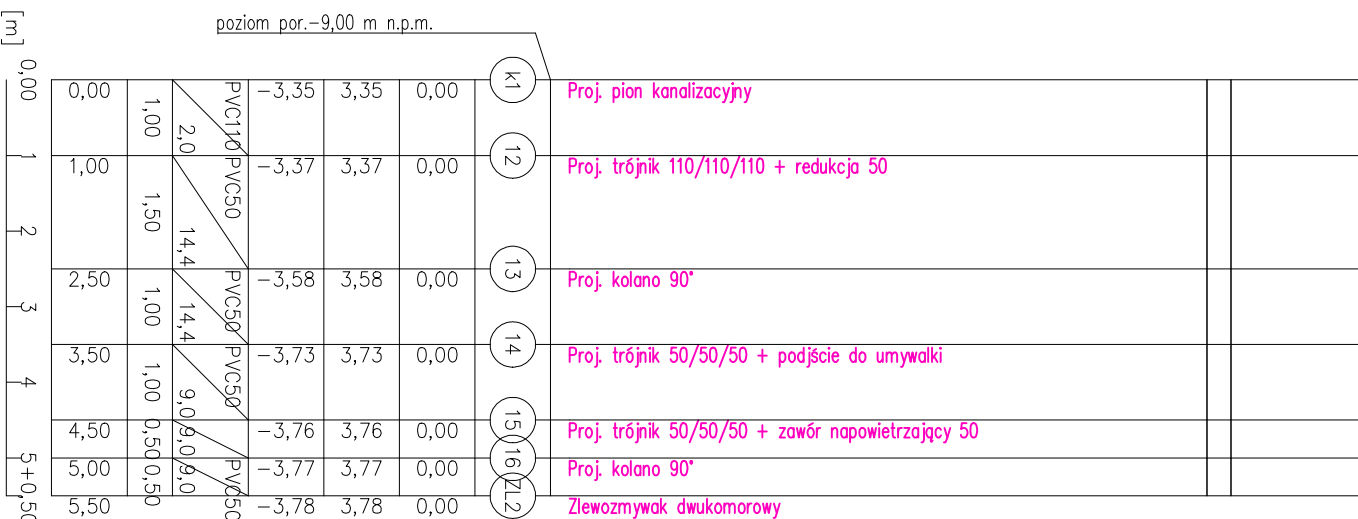 poziom por.-9,00 m n.p.m.
[m]
0,00 0,00 -3,35 3,35 0,00 k1 Proj. pion kanalizacyjny
1,00 2,0 PVC110
1 1,00 -3,37 3,37 0,00 12 Proj. trójnik 110/110/110 + redukcja 50
1,50 14,4 PVC50
2
2,50 -3,58 3,58 0,00 13 Proj. kolano 90°
1,00 14,4 PVC50
3
3,50 -3,73 3,73 0,00 14 Proj. trójnik 50/50/50 + podjście do umywalki
1,00 9,0 PVC50
4
4,50 -3,76 3,76 0,00 15 Proj. trójnik 50/50/50 + zawór napowietrzający 50
0,50 9,0
5+0,50 5,00 -3,77 3,77 0,00 16 Proj. kolano 90°
0,50 9,0 PVC50
5,50 -3,78 3,78 0,00 ZL2 Zlewozmywak dwukomorowy